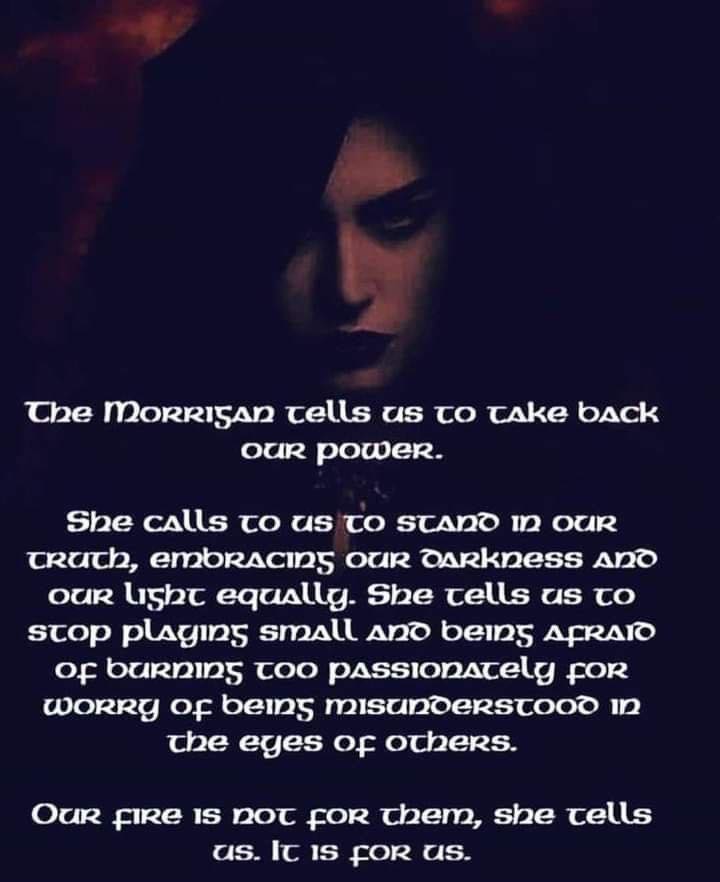 The Morrigan tells us to take back
our power.
She calls to us to stand in our
truth, embracing our darkness and
our light equally. She tells us to
stop playing small and being afraid
of burning too passionately for
worry of being misunderstood in
the eyes of others.
Our fire is not for them, she tells
us. It is for us.